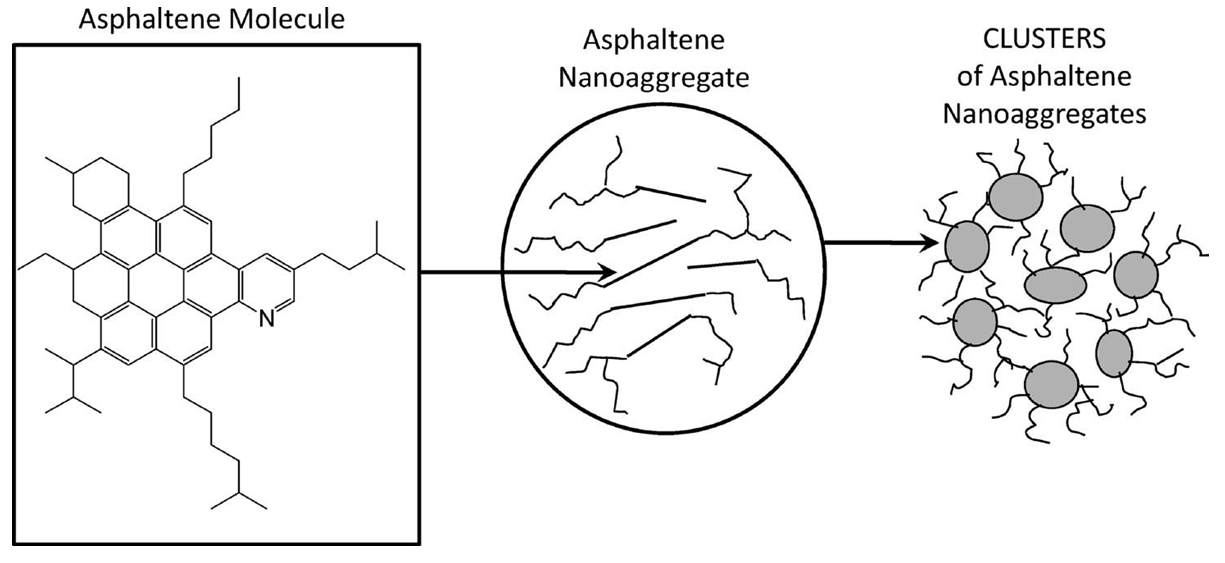 Asphaltene Molecule
Asphaltene
Nanoaggregate
CLUSTERS
of Asphaltene
Nanoaggregates
N